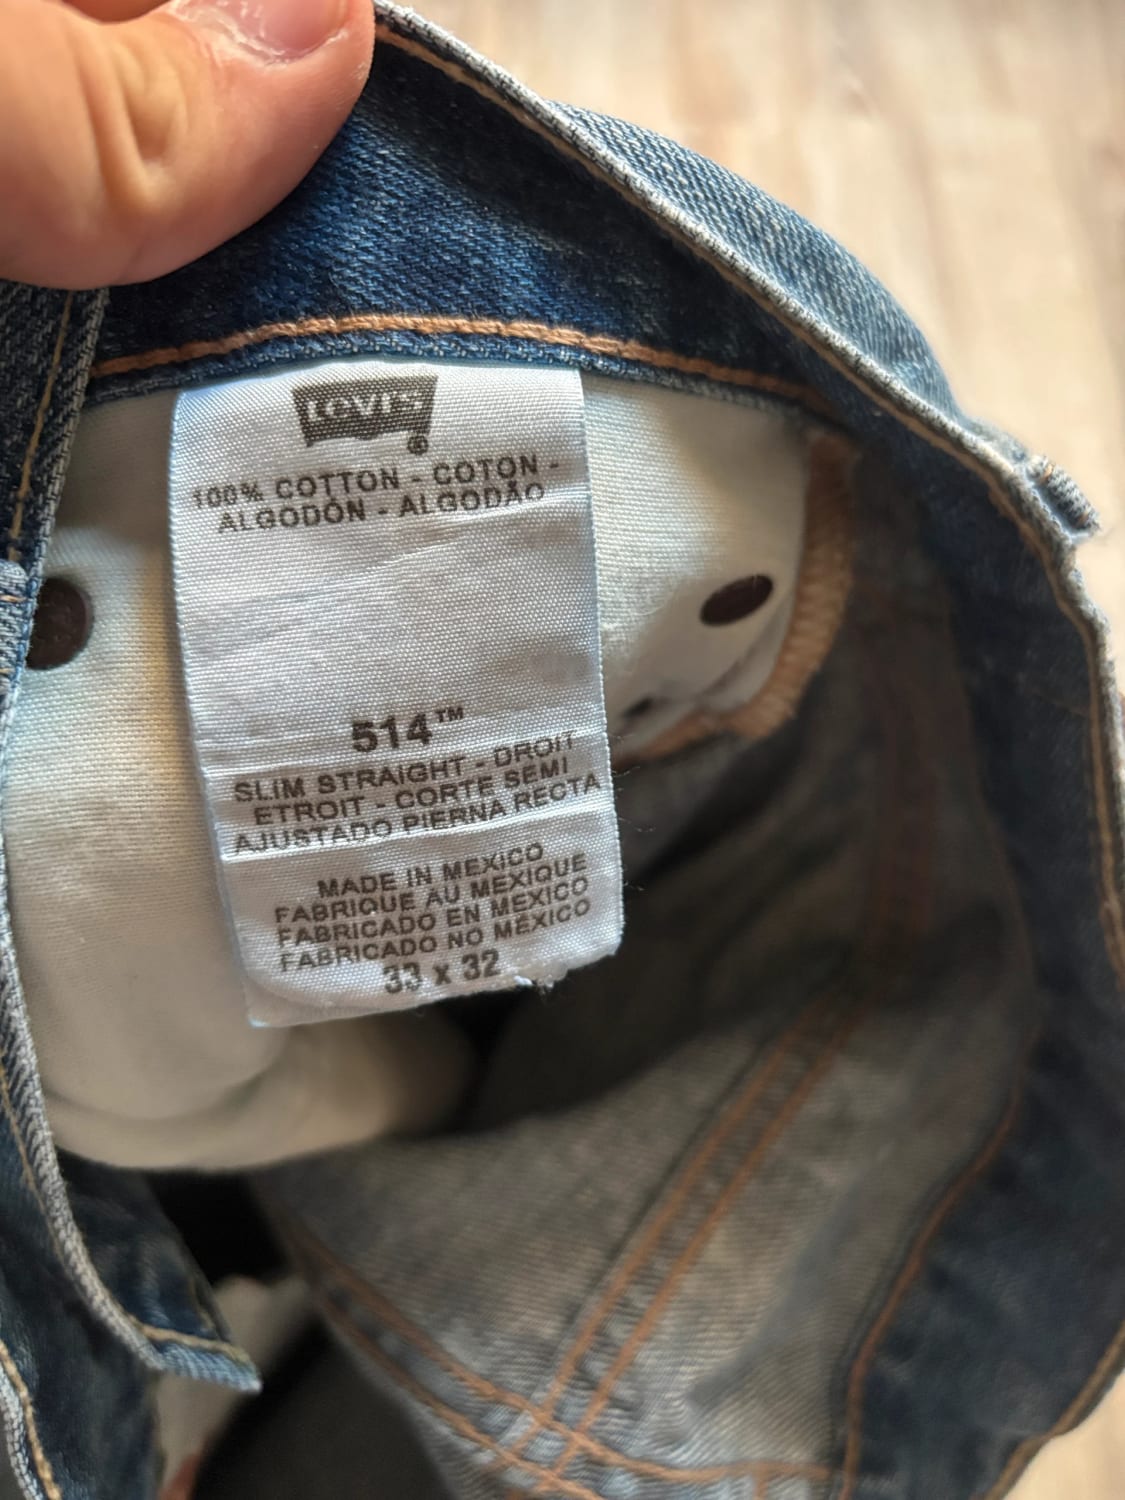 Levi's®
100% COTTON - COTON -
ALGODÓN - ALGODÃO
514™
SLIM STRAIGHT - DROIT
ETROIT - CORTE SEMI
AJUSTADO PIERNA RECTA
MADE IN MEXICO
FABRIQUE AU MEXIQUE
FABRICADO EN MEXICO
FABRICADO NO MÉXICO
33 x 32